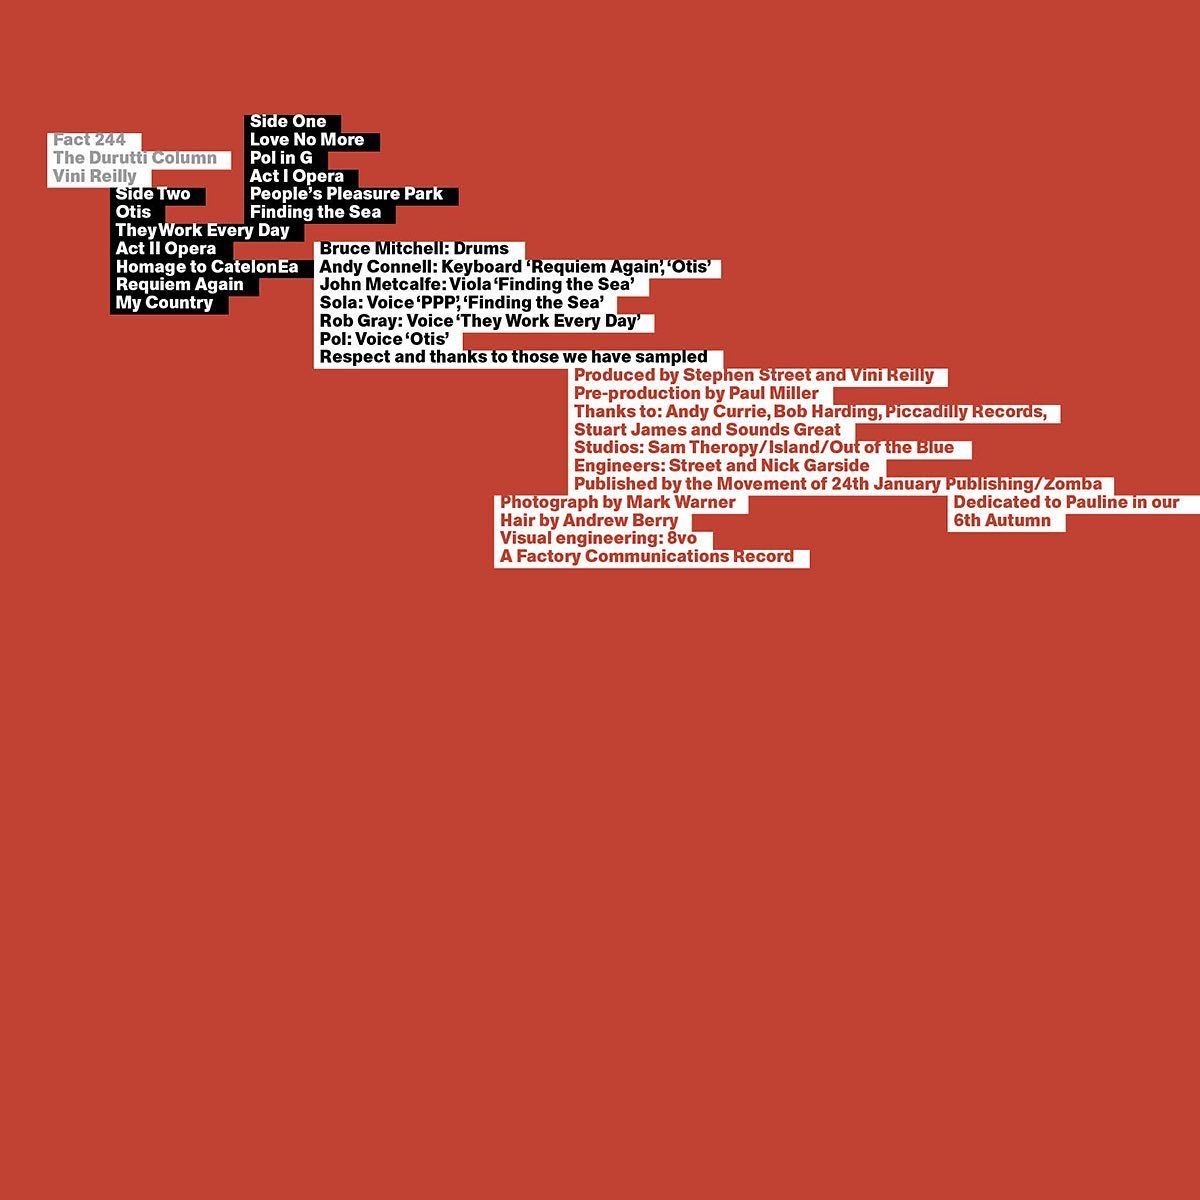 Fact 244
The Durutti Column
Vini Reilly
Side One
Love No More
Pol in G
Act I Opera
People's Pleasure Park
Finding the Sea
Side Two
Otis
They Work Every Day
Act II Opera
Homage to CatelonEa
Requiem Again
My Country
Bruce Mitchell: Drums
Andy Connell: Keyboard ‘Requiem Again’, ‘Otis’
John Metcalfe: Viola ‘Finding the Sea’
Sola: Voice ‘PPP’, ‘Finding the Sea’
Rob Gray: Voice ‘They Work Every Day’
Pol: Voice ‘Otis’
Respect and thanks to those we have sampled
Produced by Stephen Street and Vini Reilly
Pre-production by Paul Miller
Thanks to: Andy Currie, Bob Harding, Piccadilly Records,
Stuart James and Sounds Great
Studios: Sam Theropy/Island/Out of the Blue
Engineers: Street and Nick Garside
Published by the Movement of 24th January Publishing/Zomba
Photograph by Mark Warner
Hair by Andrew Berry
Visual engineering: 8vo
A Factory Communications Record
Dedicated to Pauline in our
6th Autumn